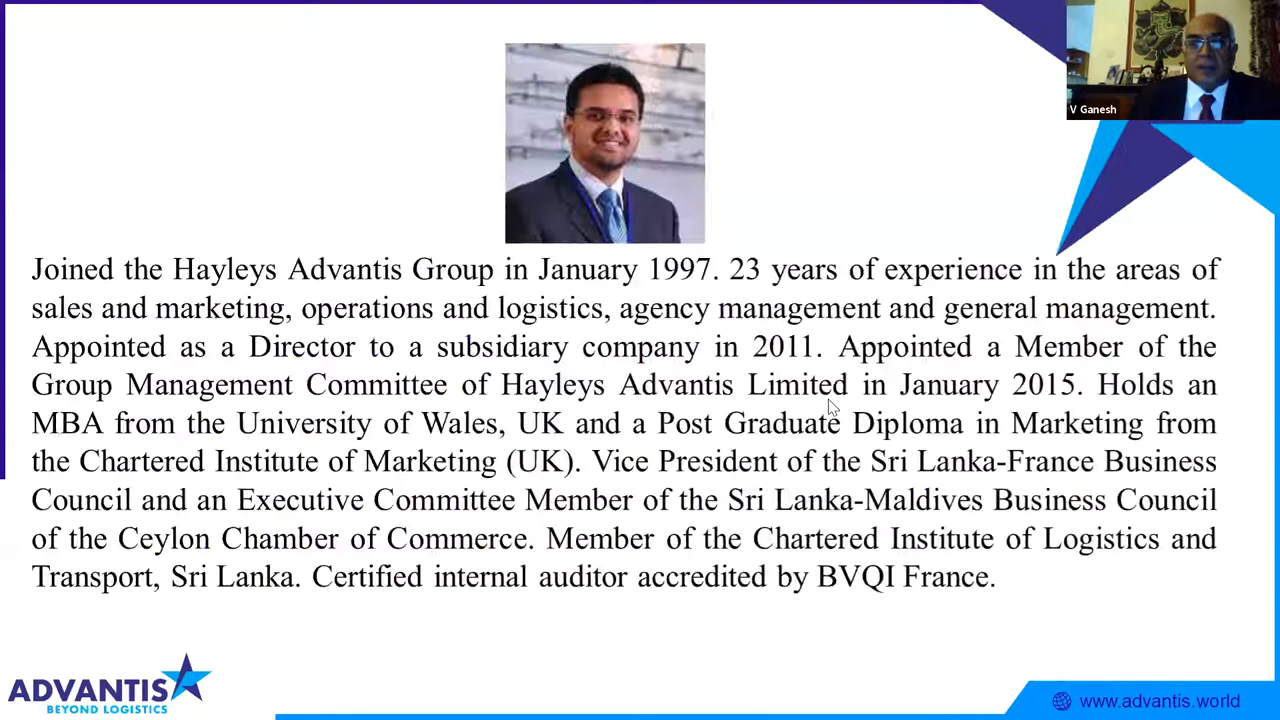 V Ganesh
Joined the Hayleys Advantis Group in January 1997. 23 years of experience in the areas of
sales and marketing, operations and logistics, agency management and general management.
Appointed as a Director to a subsidiary company in 2011. Appointed a Member of the
Group Management Committee of Hayleys Advantis Limited in January 2015. Holds an
MBA from the University of Wales, UK and a Post Graduate Diploma in Marketing from
the Chartered Institute of Marketing (UK). Vice President of the Sri Lanka-France Business
Council and an Executive Committee Member of the Sri Lanka-Maldives Business Council
of the Ceylon Chamber of Commerce. Member of the Chartered Institute of Logistics and
Transport, Sri Lanka. Certified internal auditor accredited by BVQI France.
ADVANTIS
BEYOND LOGISTICS
www.advantis.world